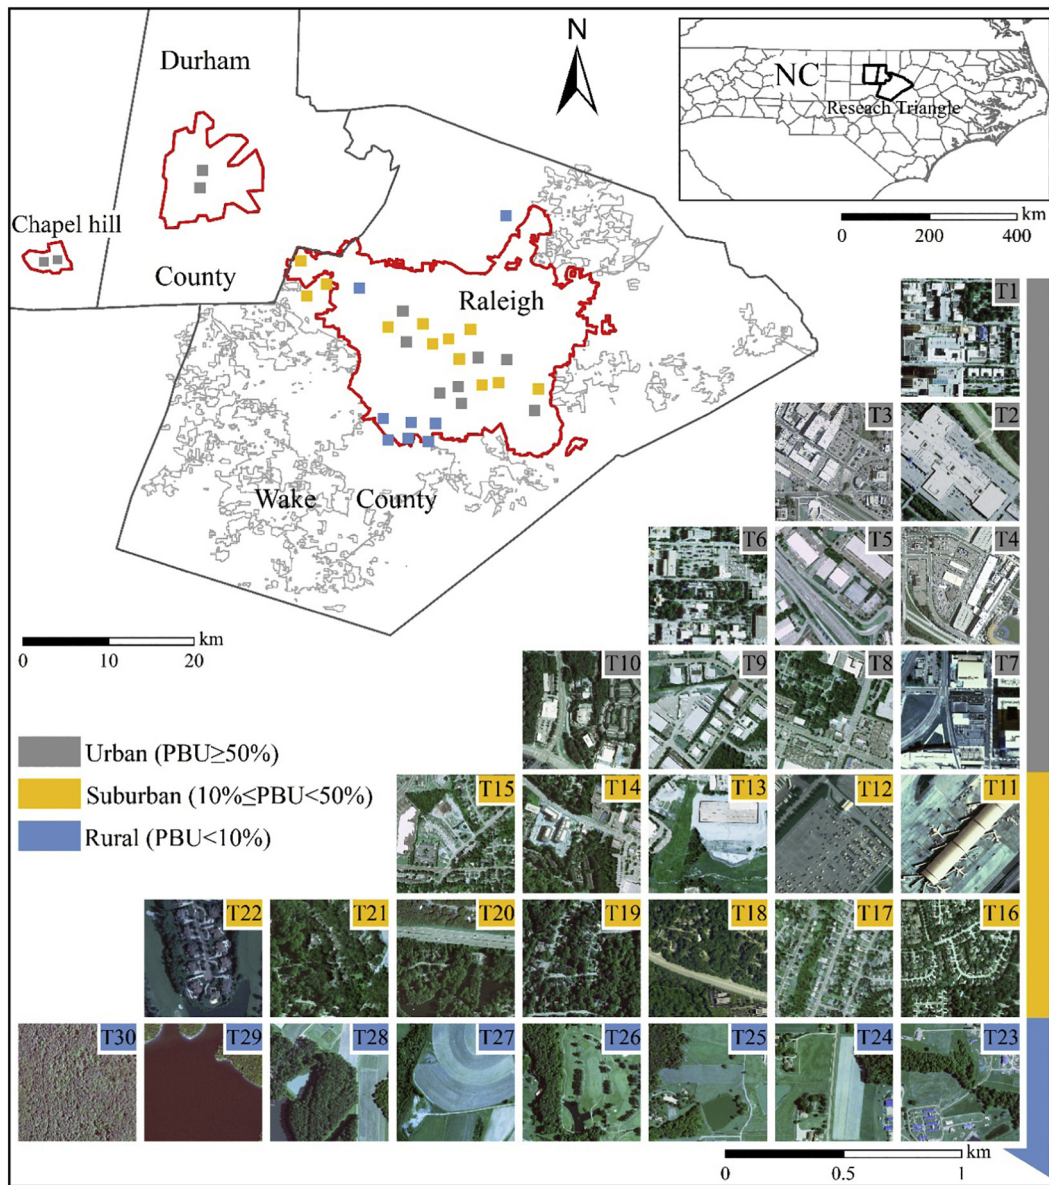 N
NC
Reseach Triangle
km
0 200 400
Durham
Chapel hill
County
Raleigh
Wake County
km
0 10 20
T1
T3 T2
T6 T5 T4
T10 T9 T8 T7
Urban (PBU≥50%)
Suburban (10%≤PBU<50%)
Rural (PBU<10%)
T15 T14 T13 T12 T11
T22 T21 T20 T19 T18 T17 T16
T30 T29 T28 T27 T26 T25 T24 T23
km
0 0.5 1